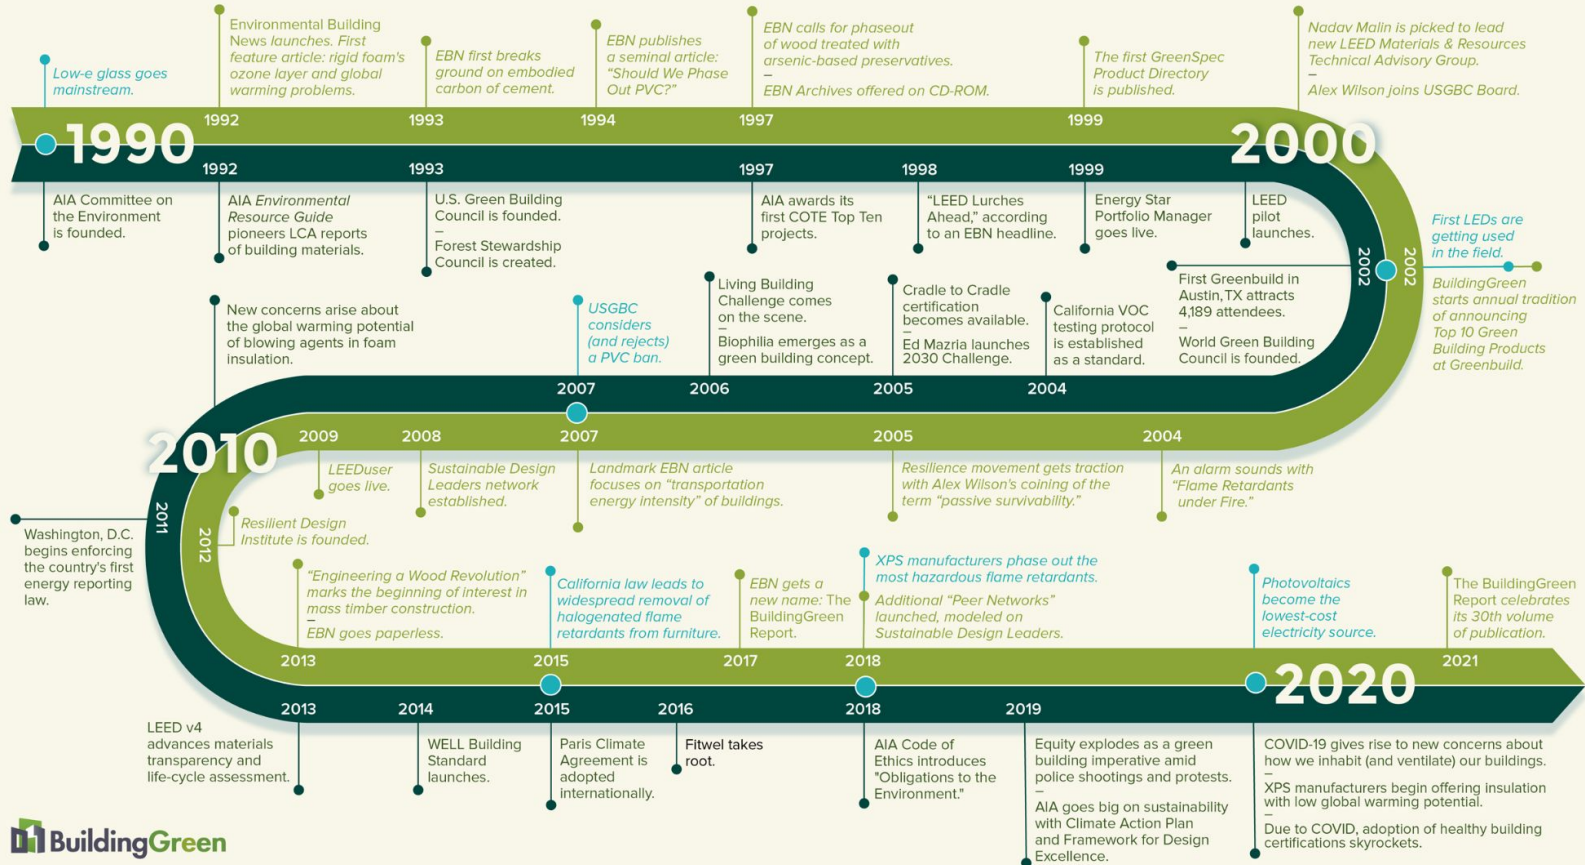 Low-e glass goes
mainstream.
Environmental Building
News launches. First
feature article: rigid foam's
ozone layer and global
warming problems.
EBN first breaks
ground on embodied
carbon of cement.
EBN publishes
a seminal article:
“Should We Phase
Out PVC?”
EBN calls for phaseout
of wood treated with
arsenic-based preservatives.
–
EBN Archives offered on CD-ROM.
The first GreenSpec
Product Directory
is published.
Nadav Malin is picked to lead
new LEED Materials & Resources
Technical Advisory Group.
–
Alex Wilson joins USGBC Board.
1992
1993
1994
1997
1999
1990
2000
1992
1993
1997
1998
1999
AIA Committee on
the Environment
is founded.
AIA Environmental
Resource Guide
pioneers LCA reports
of building materials.
U.S. Green Building
Council is founded.
–
Forest Stewardship
Council is created.
AIA awards its
first COTE Top Ten
projects.
“LEED Lurches
Ahead,” according
to an EBN headline.
Energy Star
Portfolio Manager
goes live.
LEED
pilot
launches.
2002
2002
First LEDs are
getting used
in the field.
BuildingGreen
starts annual tradition
of announcing
Top 10 Green
Building Products
at Greenbuild.
First Greenbuild in
Austin, TX attracts
4,189 attendees.
–
World Green Building
Council is founded.
California VOC
testing protocol
is established
as a standard.
Cradle to Cradle
certification
becomes available.
–
Ed Mazria launches
2030 Challenge.
Living Building
Challenge comes
on the scene.
–
Biophilia emerges as a
green building concept.
USGBC
considers
(and rejects)
a PVC ban.
New concerns arise about
the global warming potential
of blowing agents in foam
insulation.
2007
2006
2005
2004
2010
2009
2008
2007
2005
2004
LEEDuser
goes live.
Sustainable Design
Leaders network
established.
Landmark EBN article
focuses on “transportation
energy intensity” of buildings.
Resilience movement gets traction
with Alex Wilson's coining of the
term “passive survivability.”
An alarm sounds with
“Flame Retardants
under Fire.”
2011
2012
Washington, D.C.
begins enforcing
the country's first
energy reporting
law.
Resilient Design
Institute is founded.
“Engineering a Wood Revolution”
marks the beginning of interest in
mass timber construction.
–
EBN goes paperless.
California law leads to
widespread removal of
halogenated flame
retardants from furniture.
EBN gets a
new name: The
BuildingGreen
Report.
XPS manufacturers phase out the
most hazardous flame retardants.
Additional “Peer Networks”
launched, modeled on
Sustainable Design Leaders.
Photovoltaics
become the
lowest-cost
electricity source.
The BuildingGreen
Report celebrates
its 30th volume
of publication.
2013
2015
2017
2018
2020
2021
2013
2014
2015
2016
2018
2019
LEED v4
advances materials
transparency and
life-cycle assessment.
WELL Building
Standard
launches.
Paris Climate
Agreement is
adopted
internationally.
Fitwel takes
root.
AIA Code of
Ethics introduces
"Obligations to the
Environment."
Equity explodes as a green
building imperative amid
police shootings and protests.
–
AIA goes big on sustainability
with Climate Action Plan
and Framework for Design
Excellence.
COVID-19 gives rise to new concerns about
how we inhabit (and ventilate) our buildings.
–
XPS manufacturers begin offering insulation
with low global warming potential.
–
Due to COVID, adoption of healthy building
certifications skyrockets.
BuildingGreen